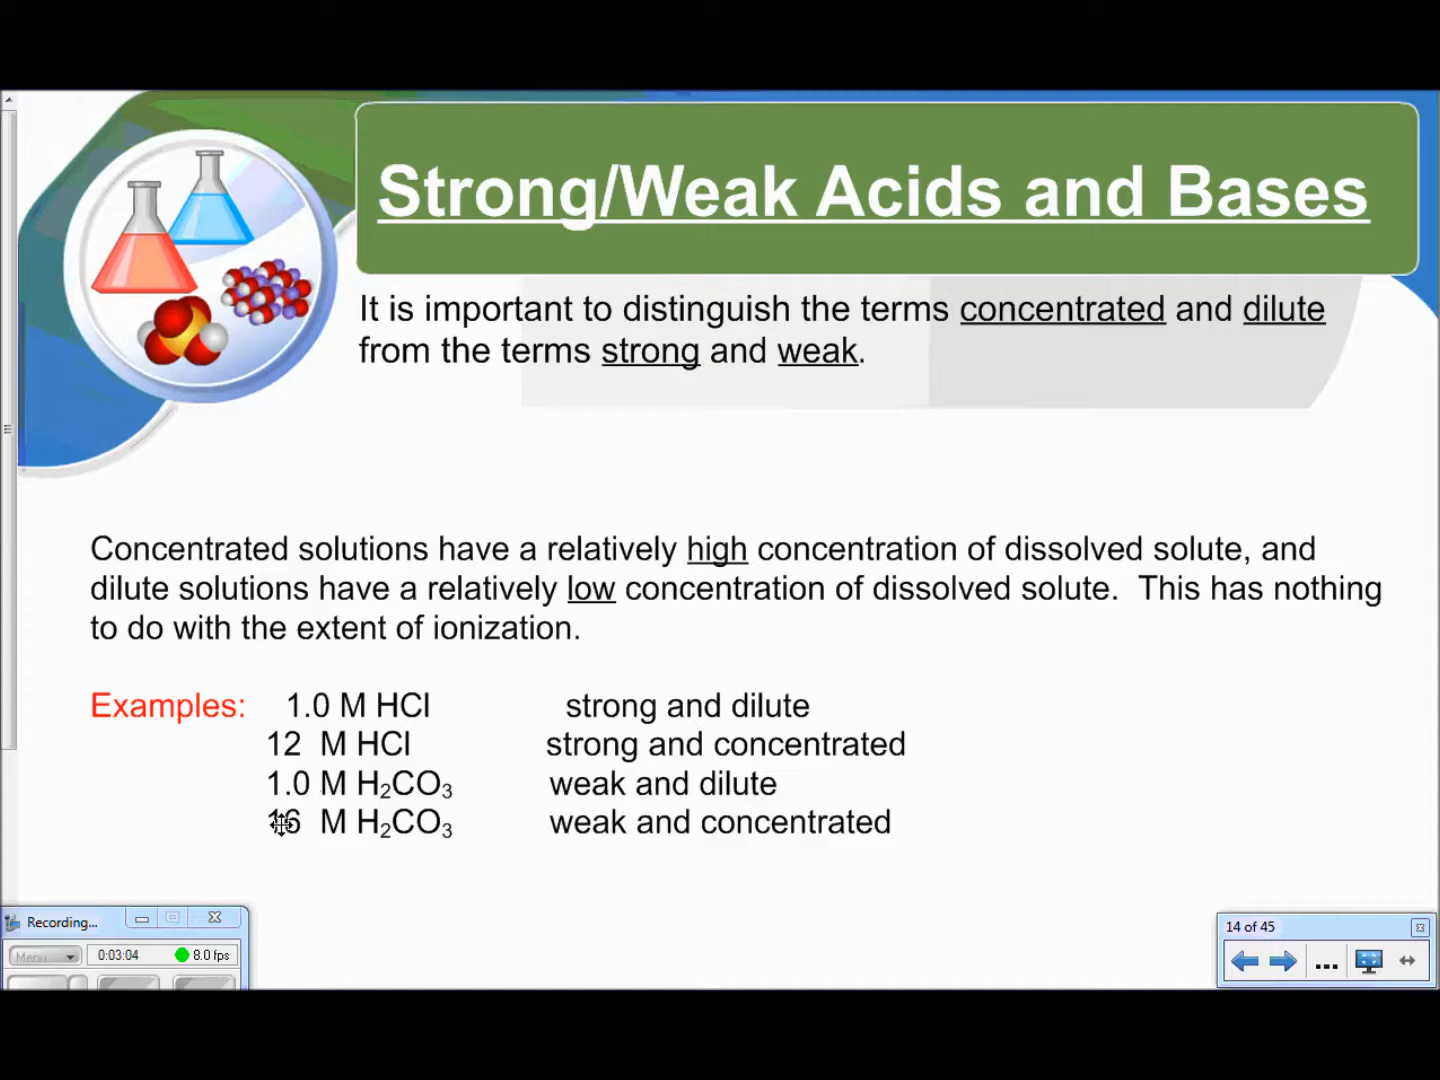 Strong/Weak Acids and Bases
It is important to distinguish the terms concentrated and dilute
from the terms strong and weak.
Concentrated solutions have a relatively high concentration of dissolved solute, and
dilute solutions have a relatively low concentration of dissolved solute.  This has nothing
to do with the extent of ionization.
Examples: 1.0 M HCl strong and dilute
12 M HCl strong and concentrated
1.0 M H₂CO₃ weak and dilute
16 M H₂CO₃ weak and concentrated
Recording...
Menu 0:03:04 8.0 fps
14 of 45
...